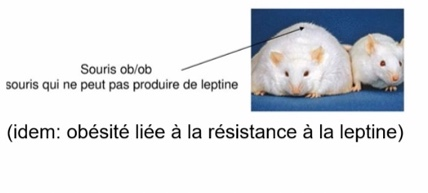 Souris ob/ob
souris qui ne peut pas produire de leptine
(idem: obésité liée à la résistance à la leptine)